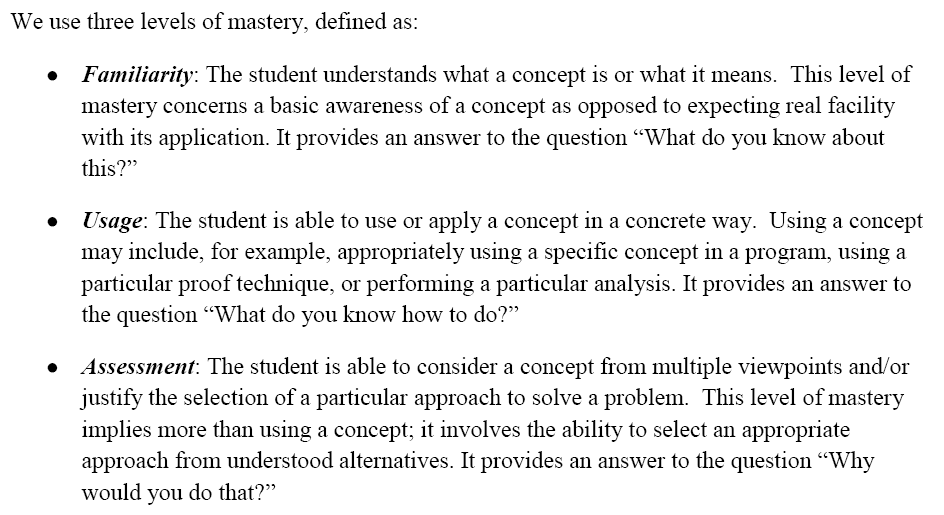 We use three levels of mastery, defined as:
● Familiarity: The student understands what a concept is or what it means.  This level of
mastery concerns a basic awareness of a concept as opposed to expecting real facility
with its application. It provides an answer to the question “What do you know about
this?”
● Usage: The student is able to use or apply a concept in a concrete way.  Using a concept
may include, for example, appropriately using a specific concept in a program, using a
particular proof technique, or performing a particular analysis. It provides an answer to
the question “What do you know how to do?”
● Assessment: The student is able to consider a concept from multiple viewpoints and/or
justify the selection of a particular approach to solve a problem.  This level of mastery
implies more than using a concept; it involves the ability to select an appropriate
approach from understood alternatives. It provides an answer to the question “Why
would you do that?”